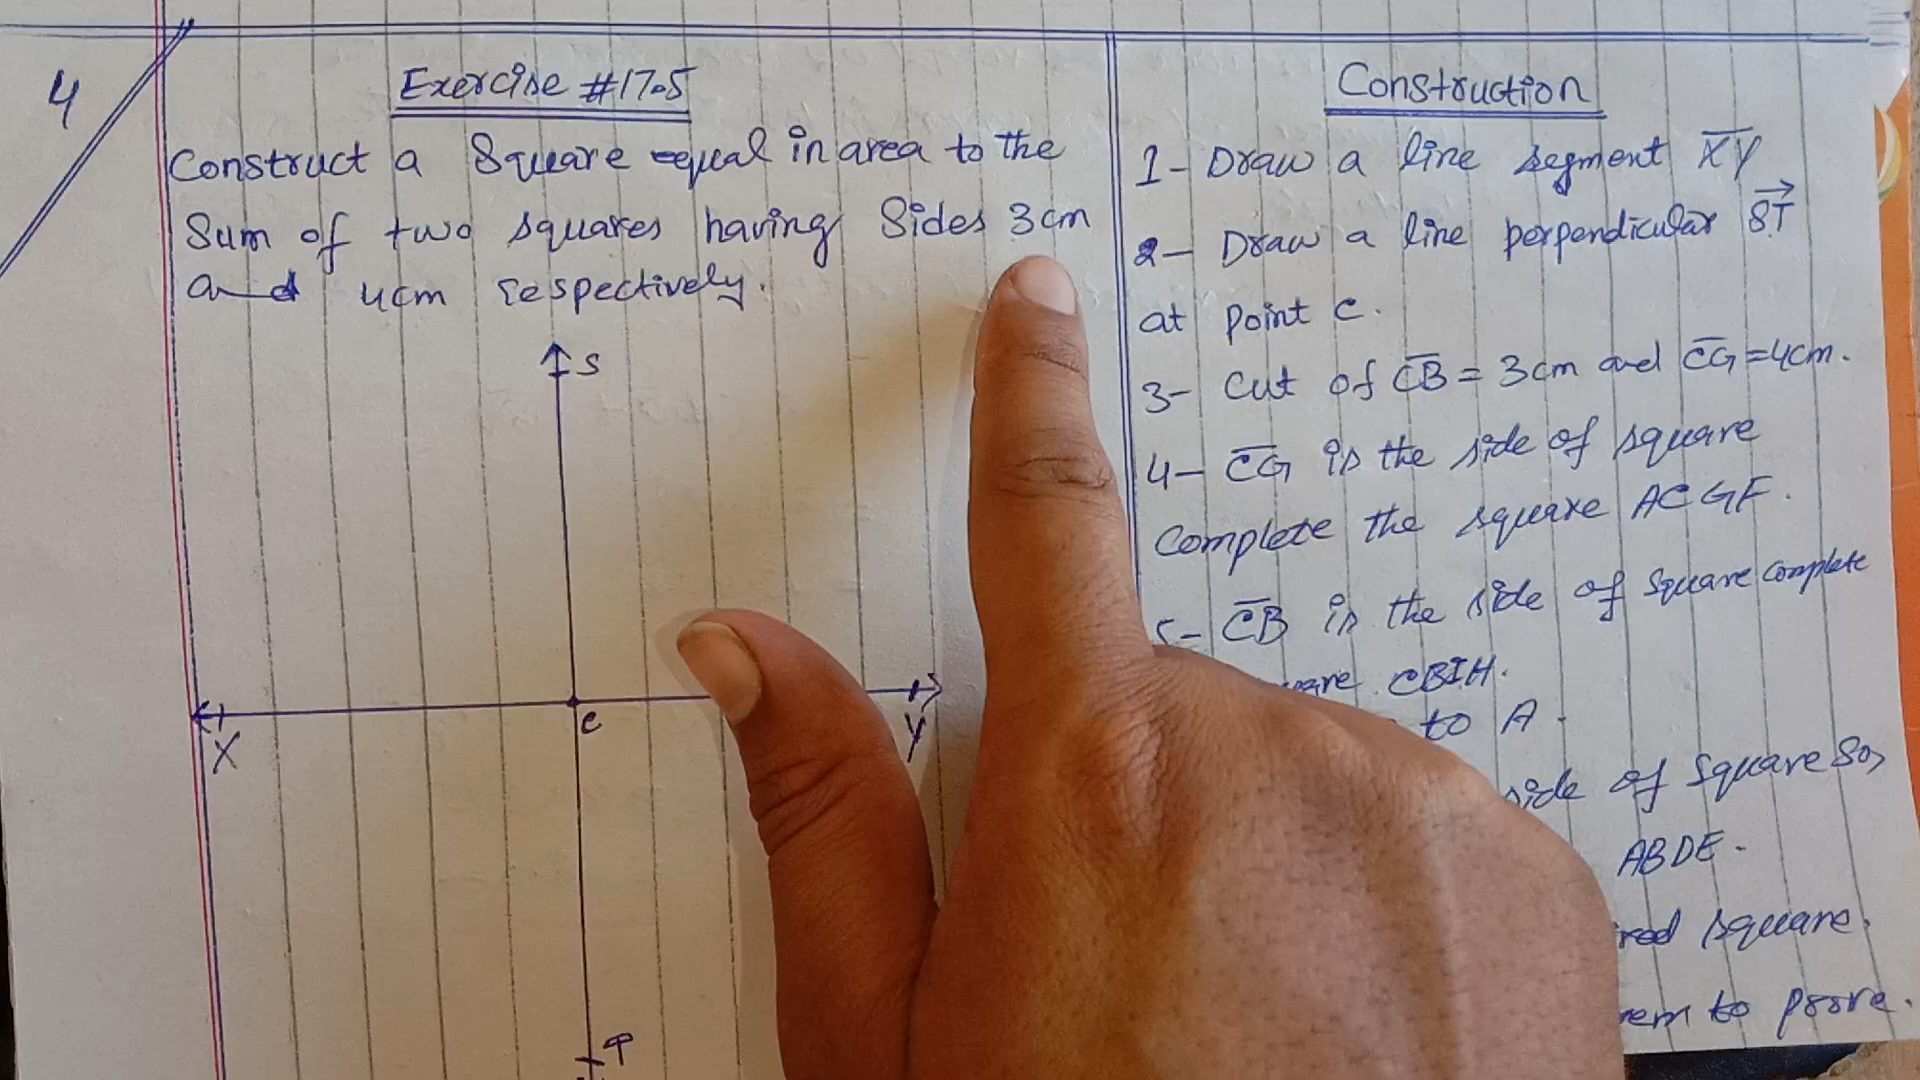 4
Exercise #17.5
Construct a Square equal in area to the
Sum of two squares having Sides 3cm
and 4cm respectively.
S
X
C
Y
T
Construction
1- Draw a line segment XY
2- Draw a line perpendicular ST
at point C.
3- Cut of CB = 3cm and CG = 4cm.
4- CG is the side of square
Complete the square ACGF.
5- CB is the side of square complete
CBIH.
to A.
side of square So,
ABDE.
square.
to prove.